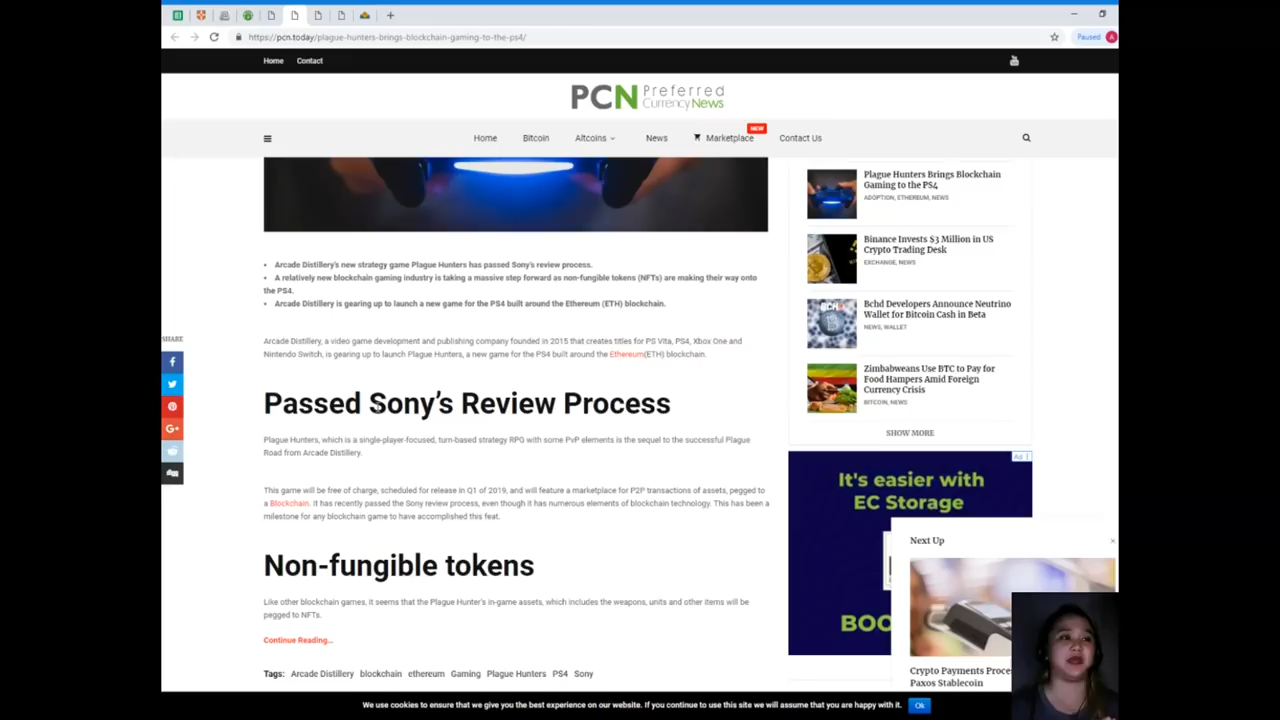 https://pcn.today/plague-hunters-brings-blockchain-gaming-to-the-ps4/
Paused A
Home Contact
PCN Preferred Currency News
Home Bitcoin Altcoins News Marketplace NEW Contact Us
Arcade Distillery's new strategy game Plague Hunters has passed Sony's review process.
A relatively new blockchain gaming industry is taking a massive step forward as non-fungible tokens (NFTs) are making their way onto
the PS4.
Arcade Distillery is gearing up to launch a new game for the PS4 built around the Ethereum (ETH) blockchain.
SHARE
Arcade Distillery, a video game development and publishing company founded in 2015 that creates titles for PS Vita, PS4, Xbox One and
Nintendo Switch, is gearing up to launch Plague Hunters, a new game for the PS4 built around the Ethereum(ETH) blockchain.
Passed Sony's Review Process
Plague Hunters, which is a single-player-focused, turn-based strategy RPG with some PvP elements is the sequel to the successful Plague
Road from Arcade Distillery.
This game will be free of charge, scheduled for release in Q1 of 2019, and will feature a marketplace for P2P transactions of assets, pegged to
a Blockchain. It has recently passed the Sony review process, even though it has numerous elements of blockchain technology. This has been a
milestone for any blockchain game to have accomplished this feat.
Non-fungible tokens
Like other blockchain games, it seems that the Plague Hunter's in-game assets, which includes the weapons, units and other items will be
pegged to NFTs.
Continue Reading...
Tags: Arcade Distillery blockchain ethereum Gaming Plague Hunters PS4 Sony
Plague Hunters Brings Blockchain
Gaming to the PS4
ADOPTION, ETHEREUM, NEWS
Binance Invests $3 Million in US
Crypto Trading Desk
EXCHANGE, NEWS
Bchd Developers Announce Neutrino
Wallet for Bitcoin Cash in Beta
NEWS, WALLET
Zimbabweans Use BTC to Pay for
Food Hampers Amid Foreign
Currency Crisis
BITCOIN, NEWS
SHOW MORE
Ad
It's easier with
EC Storage
BOO
Next Up
Crypto Payments Proce
Paxos Stablecoin
We use cookies to ensure that we give you the best experience on our website. If you continue to use this site we will assume that you are happy with it. Ok